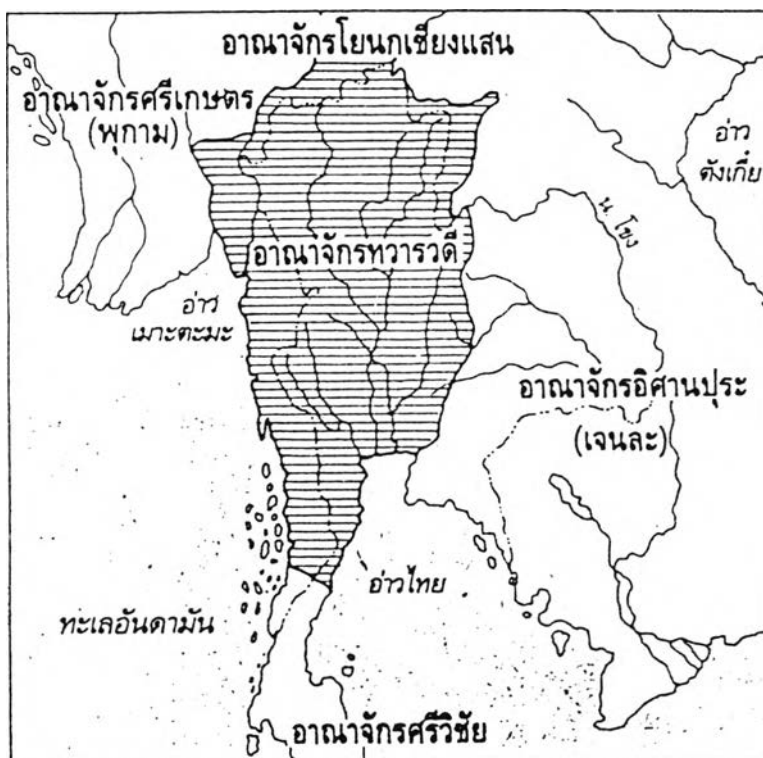 อาณาจักรโยนกเชียงแสน
อาณาจักรศรีเกษตร
(พุกาม)
อ่าว
ตังเกี๋ย
น. โขง
อาณาจักรทวารวดี
อ่าว
เมาะตะมะ
อาณาจักรอิศานปุระ
(เจนละ)
อ่าวไทย
ทะเลอันดามัน
อาณาจักรศรีวิชัย